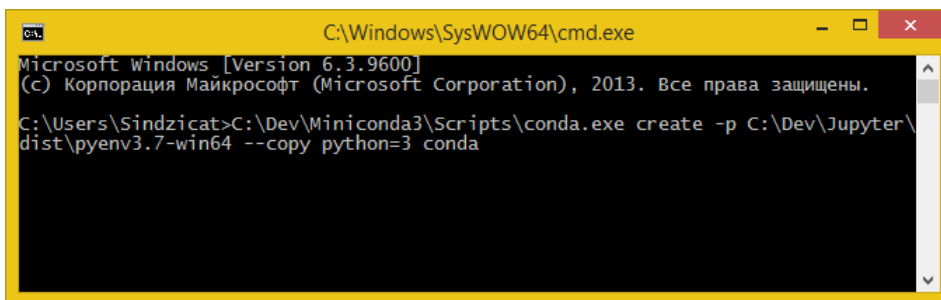 C:\Windows\SysWOW64\cmd.exe
Microsoft Windows [Version 6.3.9600]
(c) Корпорация Майкрософт (Microsoft Corporation), 2013. Все права защищены.
C:\Users\Sindzicat>C:\Dev\Miniconda3\Scripts\conda.exe create -p C:\Dev\Jupyter\
dist\pyenv3.7-win64 --copy python=3 conda